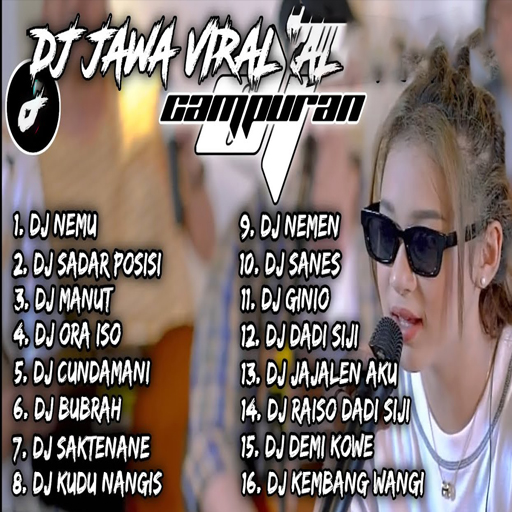 DJ JAWA VIRAL
campuran
1. DJ NEMU
2. DJ SADAR POSISI
3. DJ MANUT
4. DJ ORA ISO
5. DJ CUNDAMANI
6. DJ BUBRAH
7. DJ SAKTENANE
8. DJ KUDU NANGIS
9. DJ NEMEN
10. DJ SANES
11. DJ GINIO
12. DJ DADI SIJI
13. DJ JAJALEN AKU
14. DJ RAISO DADI SIJI
15. DJ DEMI KOWE
16. DJ KEMBANG WANGI